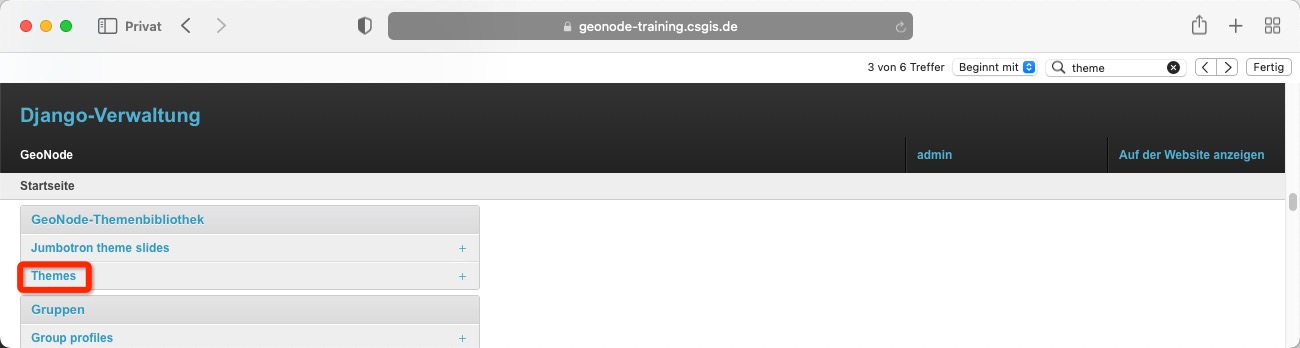 Privat
geonode-training.csgis.de
3 von 6 Treffer Beginnt mit theme Fertig
Django-Verwaltung
GeoNode admin Auf der Website anzeigen
Startseite
GeoNode-Themenbibliothek
Jumbotron theme slides +
Themes +
Gruppen
Group profiles +